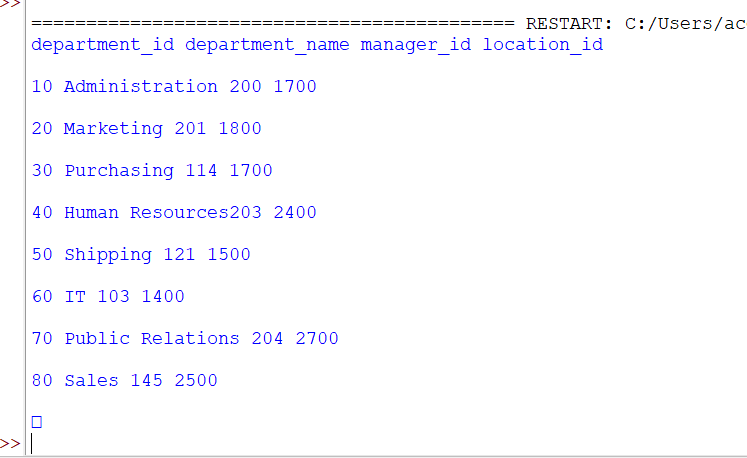 >>
============================================ RESTART: C:/Users/ac
department_id department_name manager_id location_id
10 Administration 200 1700
20 Marketing 201 1800
30 Purchasing 114 1700
40 Human Resources203 2400
50 Shipping 121 1500
60 IT 103 1400
70 Public Relations 204 2700
80 Sales 145 2500
□
>>